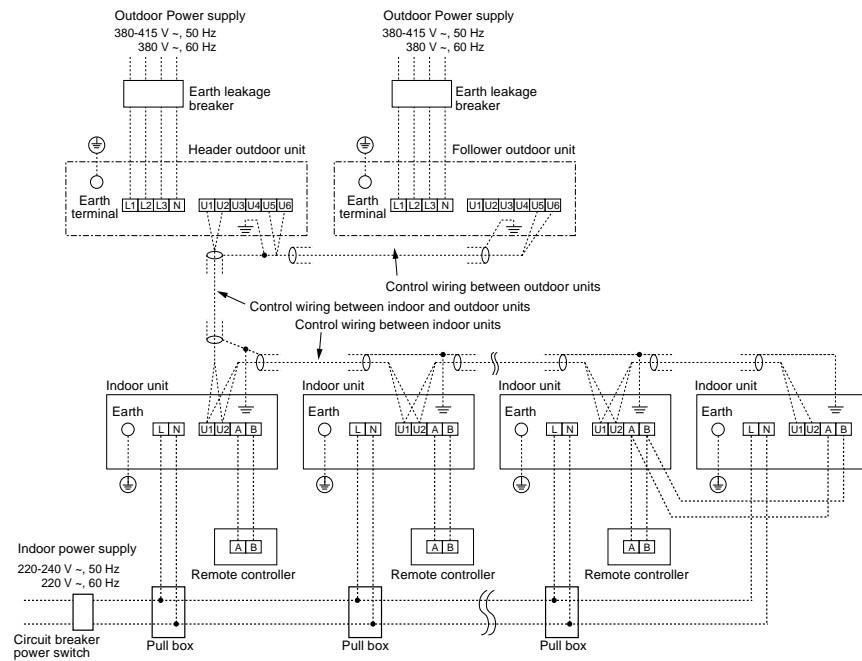 Outdoor Power supply
380-415 V ~, 50 Hz
380 V ~, 60 Hz
Outdoor Power supply
380-415 V ~, 50 Hz
380 V ~, 60 Hz
Earth leakage
breaker
Earth leakage
breaker
Header outdoor unit
Follower outdoor unit
Earth
terminal
L1 L2 L3 N
U1 U2 U3 U4 U5 U6
Earth
terminal
L1 L2 L3 N
U1 U2 U3 U4 U5 U6
Control wiring between outdoor units
Control wiring between indoor and outdoor units
Control wiring between indoor units
Indoor unit
Indoor unit
Indoor unit
Indoor unit
Earth
L N
U1 U2 A B
Earth
L N
U1 U2 A B
Earth
L N
U1 U2 A B
Earth
L N
U1 U2 A B
A B
A B
A B
Remote controller
Remote controller
Remote controller
Indoor power supply
220-240 V ~, 50 Hz
220 V ~, 60 Hz
Circuit breaker
power switch
Pull box
Pull box
Pull box